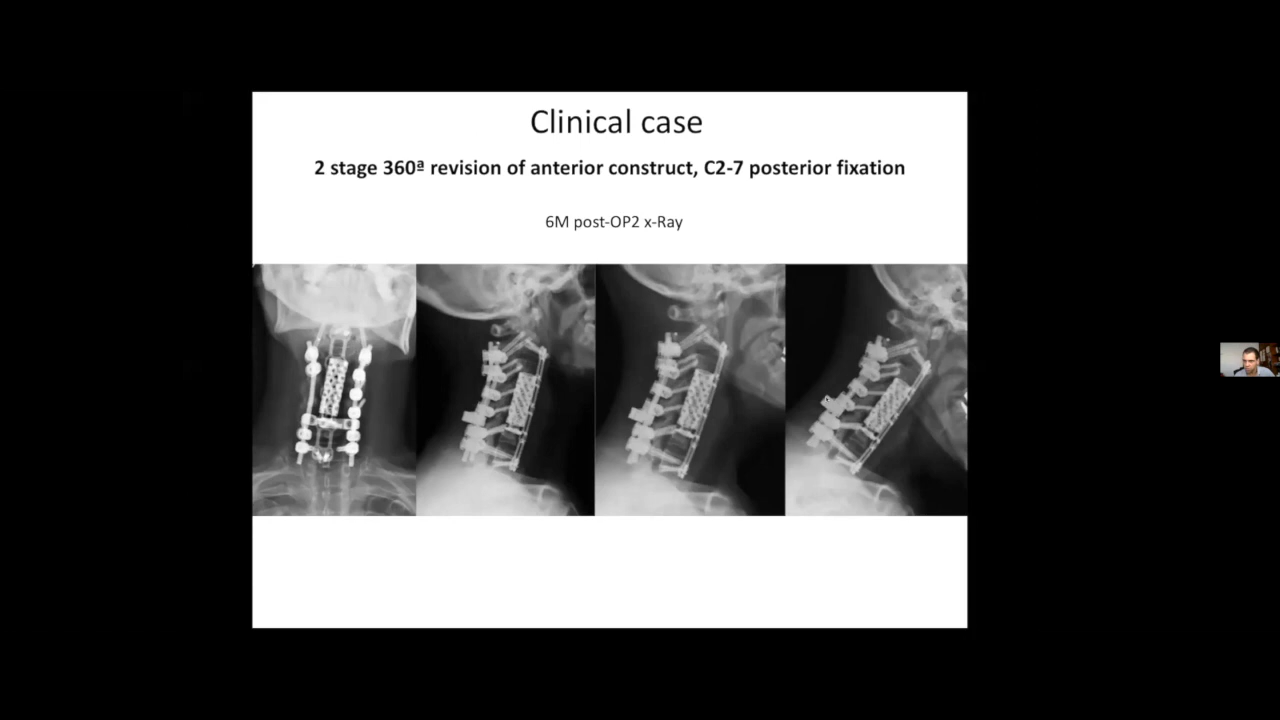 Clinical case
2 stage 360ª revision of anterior construct, C2-7 posterior fixation
6M post-OP2 x-Ray